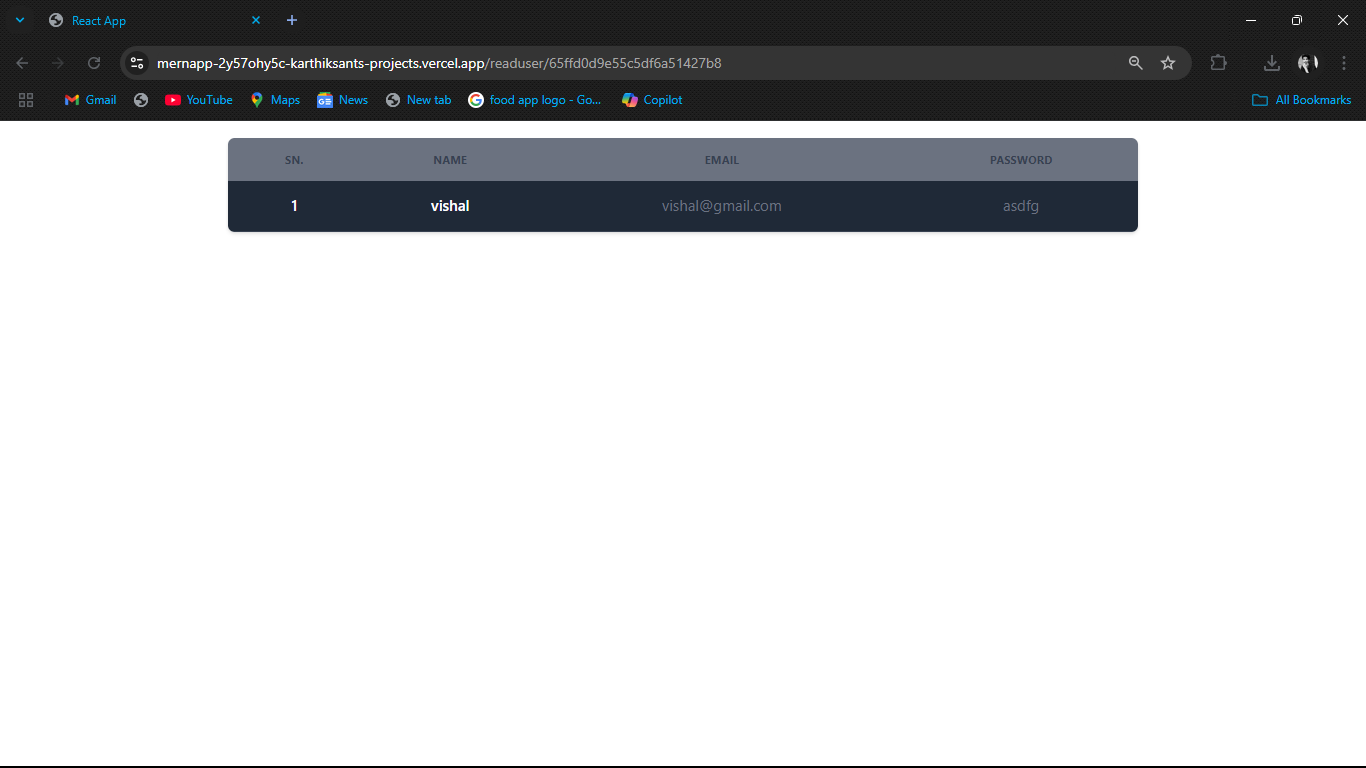 React App
mernapp-2y57ohy5c-karthiksants-projects.vercel.app/readuser/65ffd0d9e55c5df6a51427b8
Gmail YouTube Maps News New tab food app logo - Go... Copilot All Bookmarks
SN. NAME EMAIL PASSWORD
1 vishal vishal@gmail.com asdfg